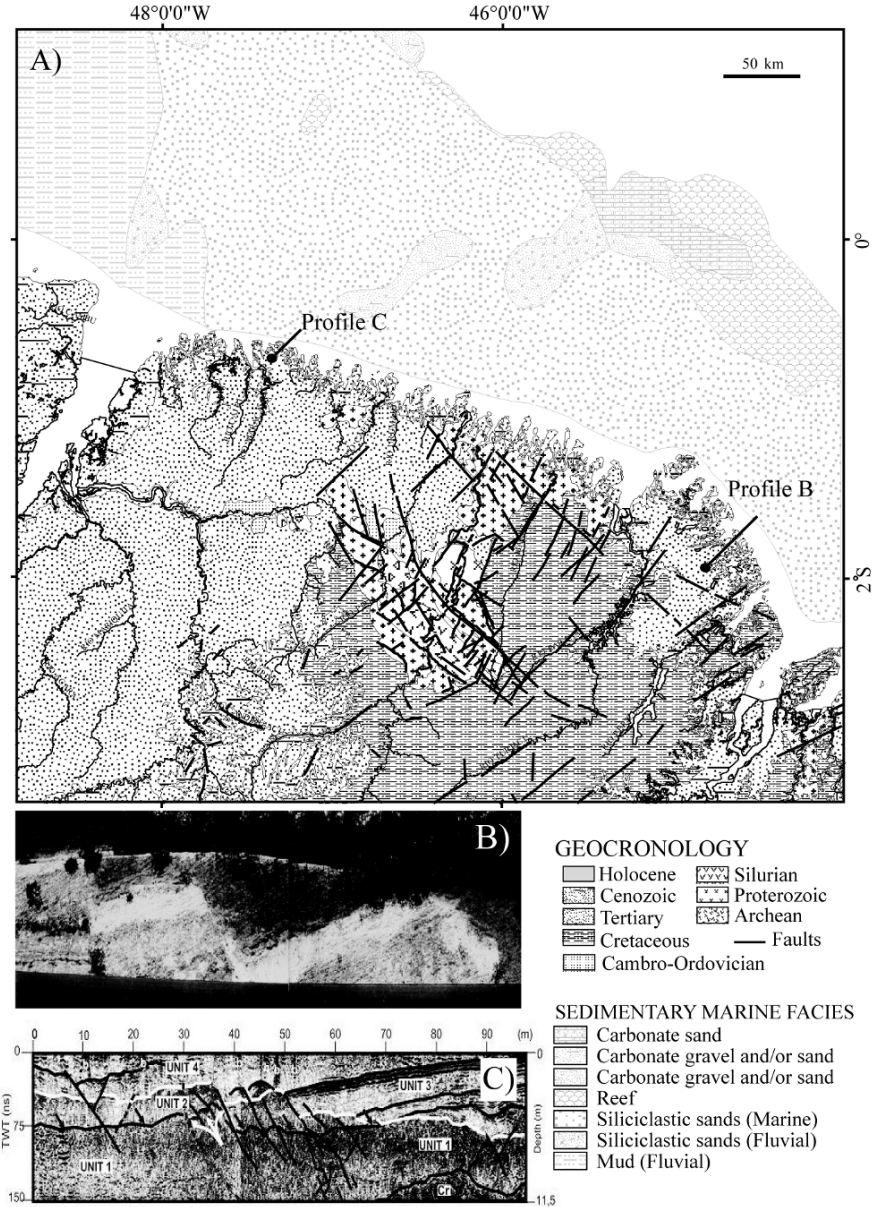 48°0'0"W 46°0'0"W
A)
50 km
0°
Profile C
Profile B
2°S
B)
GEOCRONOLOGY
Holocene
Cenozoic
Tertiary
Cretaceous
Cambro-Ordovician
Silurian
Proterozoic
Archean
Faults
SEDIMENTARY MARINE FACIES
Carbonate sand
Carbonate gravel and/or sand
Carbonate gravel and/or sand
Reef
Siliciclastic sands (Marine)
Siliciclastic sands (Fluvial)
Mud (Fluvial)
0 10 20 30 40 50 60 70 80 90 (m)
C)
0 0
UNIT 4
UNIT 3
UNIT 2
75
UNIT 1 UNIT 1
TWT (ns)
Depth (m)
Cr
150 11,5